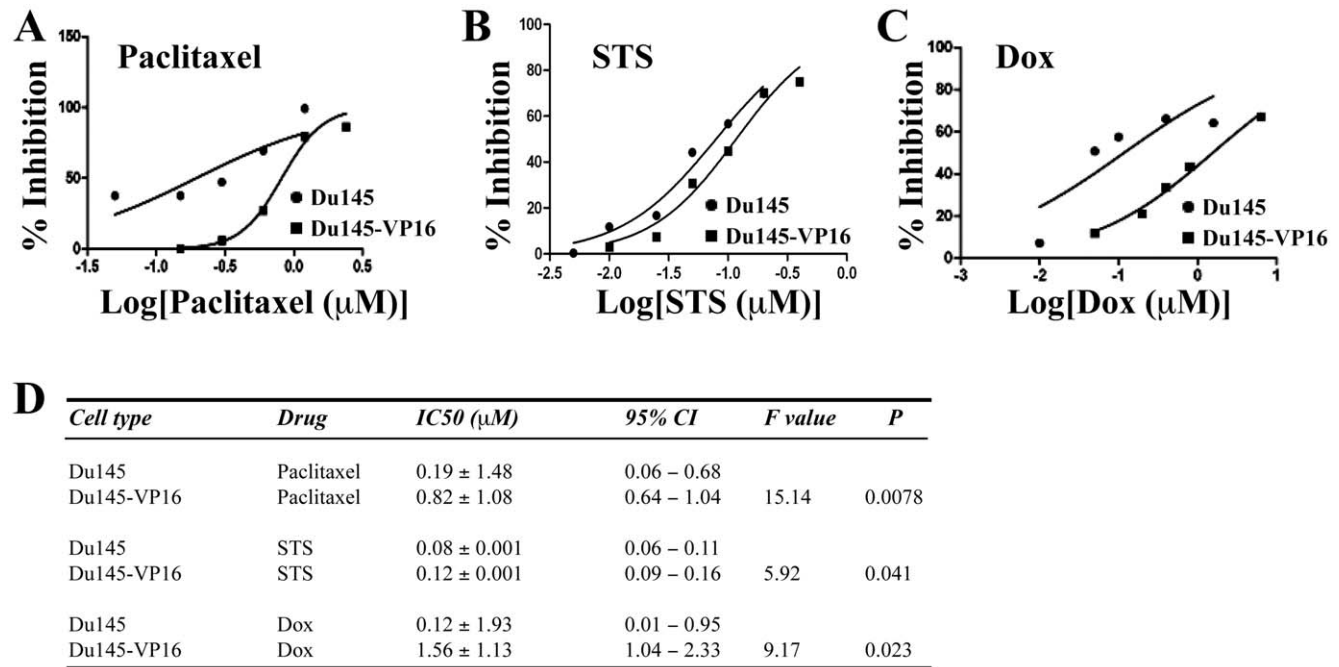 A
Paclitaxel
150
100
50
0
% Inhibition
Du145
Du145-VP16
-1.5 -1.0 -0.5 0.0 0.5
Log[Paclitaxel (μM)]
B
STS
100
80
60
40
20
0
% Inhibition
Du145
Du145-VP16
-2.5 -2.0 -1.5 -1.0 -0.5 0.0
Log[STS (μM)]
C
Dox
100
80
60
40
20
0
% Inhibition
Du145
Du145-VP16
-3 -2 -1 0 1
Log[Dox (μM)]
D
Cell type Drug IC50 (μM) 95% CI F value P
Du145 Paclitaxel 0.19 ± 1.48 0.06 – 0.68
Du145-VP16 Paclitaxel 0.82 ± 1.08 0.64 – 1.04 15.14 0.0078
Du145 STS 0.08 ± 0.001 0.06 – 0.11
Du145-VP16 STS 0.12 ± 0.001 0.09 – 0.16 5.92 0.041
Du145 Dox 0.12 ± 1.93 0.01 – 0.95
Du145-VP16 Dox 1.56 ± 1.13 1.04 – 2.33 9.17 0.023